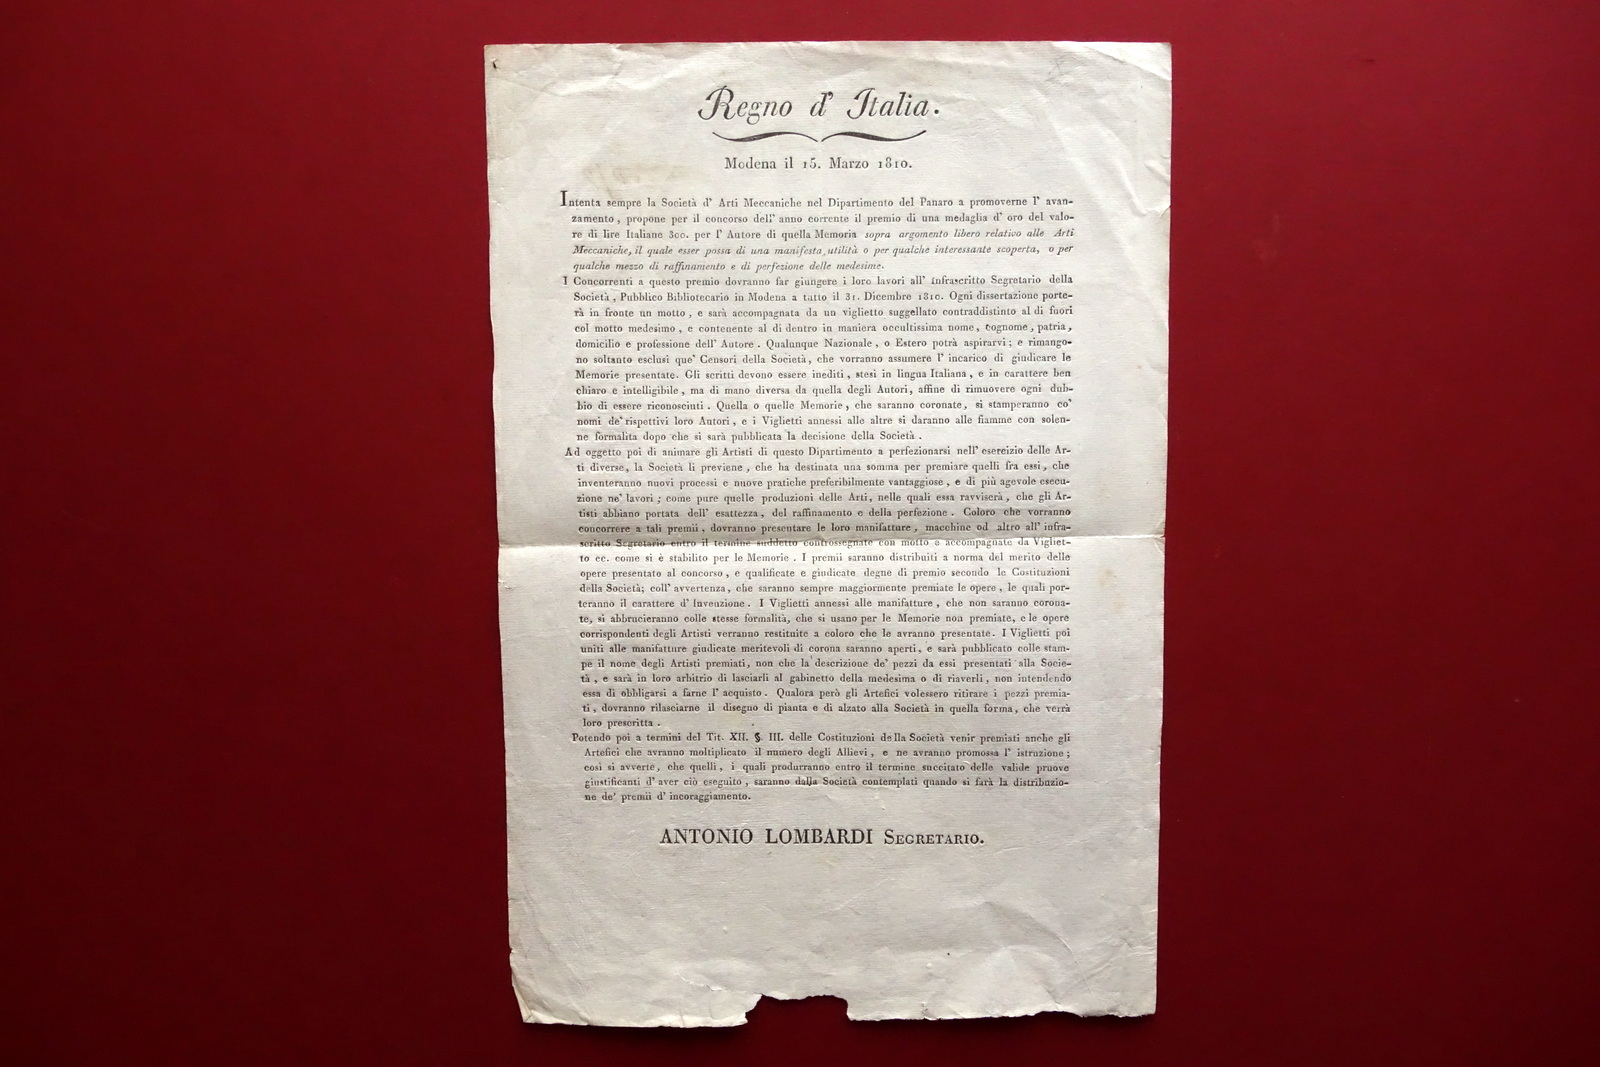 Regno d' Italia.
Modena il 15. Marzo 1810.
Intenta sempre la Società d' Arti Meccaniche nel Dipartimento del Panaro a promoverne l' avan-
zamento, propone per il concorso dell' anno corrente il premio di una medaglia d' oro del valo-
re di lire Italiane 300. per l' Autore di quella Memoria sopra argomento libero relativo alle Arti
Meccaniche, il quale esser possa di una manifesta utilità o per qualche interessante scoperta, o per
qualche mezzo di raffinamento e di perfezione delle medesime.
I Concorrenti a questo premio dovranno far giungere i loro lavori all' infrascritto Segretario della
Società, Pubblico Bibliotecario in Modena a tutto il 31. Dicembre 1810. Ogni dissertazione porte-
rà in fronte un motto, e sarà accompagnata da un viglietto suggellato contraddistinto al di fuori
col motto medesimo, e contenente al di dentro in maniera occultissima nome, cognome, patria,
domicilio e professione dell' Autore. Qualunque Nazionale, o Estero potrà aspirarvi; e rimango-
no soltanto esclusi que' Censori della Società, che vorranno assumere l' incarico di giudicare le
Memorie presentate. Gli scritti devono essere inediti, stesi in lingua Italiana, e in carattere ben
chiaro e intelligibile, ma di mano diversa da quella degli Autori, affine di rimuovere ogni dub-
bio di essere riconosciuti. Quella o quelle Memorie, che saranno coronate, si stamperanno co'
nomi de' rispettivi loro Autori, e i Viglietti annessi alle altre si daranno alle fiamme con solen-
ne formalita dopo che si sarà pubblicata la decisione della Società.
Ad oggetto poi di animare gli Artisti di questo Dipartimento a perfezionarsi nell' esercizio delle Ar-
ti diverse, la Società li previene, che ha destinata una somma per premiare quelli fra essi, che
inventeranno nuovi processi e nuove pratiche preferibilmente vantaggiose, e di più agevole esecu-
zione ne' lavori; come pure quelle produzioni delle Arti, nelle quali essa ravviserà, che gli Ar-
tisti abbiano portata dell' esattezza, del raffinamento e della perfezione. Coloro che vorranno
concorrere a tali premii, dovranno presentare le loro manifatture, macchine od altro all' infra-
scritto Segretario entro il termine suddetto controssegnate con motto e accompagnate da Vigliet-
to ec. come si è stabilito per le Memorie. I premii saranno distribuiti a norma del merito delle
opere presentate al concorso, e qualificate e giudicate degne di premio secondo le Costituzioni
della Società; coll' avvertenza, che saranno sempre maggiormente premiate le opere, le quali por-
teranno il carattere d' Invenzione. I Viglietti annessi alle manifatture, che non saranno corona-
te, si abbrucieranno colle stesse formalità, che si usano per le Memorie non premiate, e le opere
corrispondenti degli Artisti verranno restituite a coloro che le avranno presentate. I Viglietti poi
uniti alle manifatture giudicate meritevoli di corona saranno aperti, e sarà pubblicato colle stam-
pe il nome degli Artisti premiati, non che la descrizione de' pezzi da essi presentati alla Socie-
tà, e sarà in loro arbitrio di lasciarli al gabinetto della medesima o di riaverli, non intendendo
essa di obbligarsi a farne l' acquisto. Qualora però gli Artefici volessero ritirare i pezzi premia-
ti, dovranno rilasciarne il disegno di pianta e di alzato alla Società in quella forma, che verrà
loro prescritta.
Potendo poi a termini del Tit. XII. §. III. delle Costituzioni della Società venir premiati anche gli
Artefici che avranno moltiplicato il numero degli Allievi, e ne avranno promossa l' istruzione;
così si avverte, che quelli, i quali produrranno entro il termine succitato delle valide pruove
giustificanti d' aver ciò eseguito, saranno dalla Società contemplati quando si farà la distribuzio-
ne de' premii d' incoraggiamento.
ANTONIO LOMBARDI SEGRETARIO.